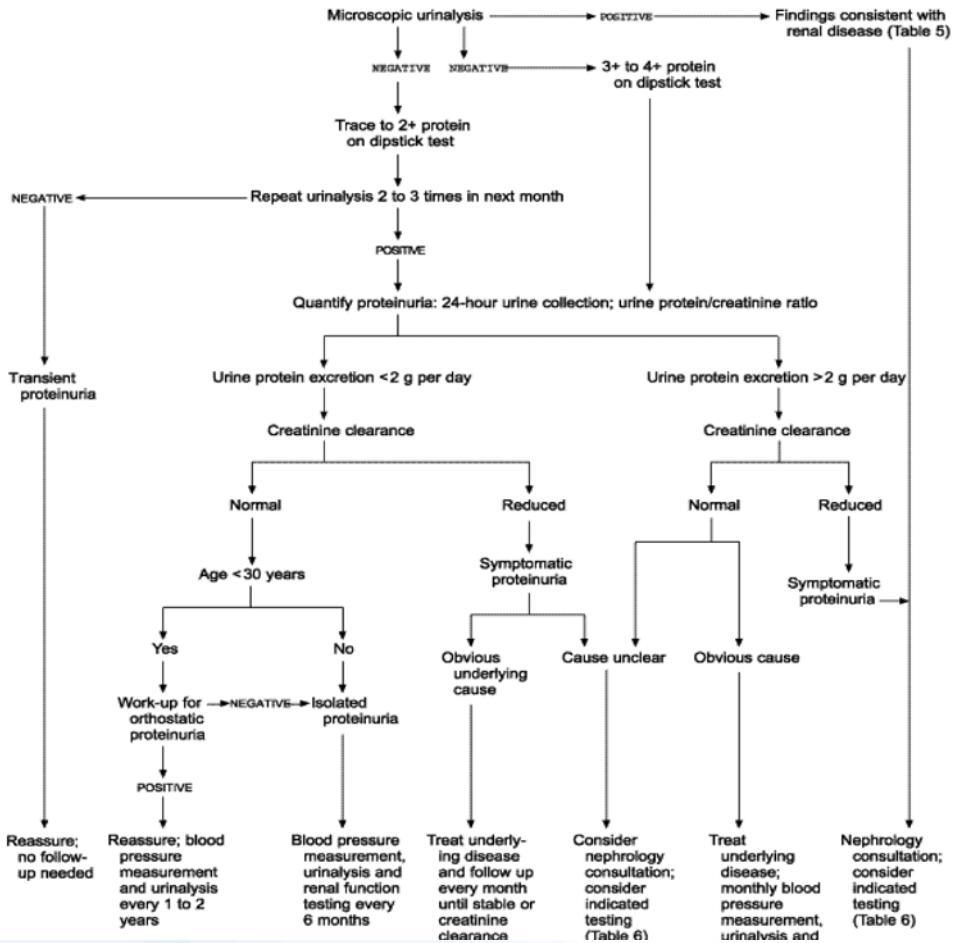 Microscopic urinalysis
POSITIVE
Findings consistent with
renal disease (Table 5)
NEGATIVE
NEGATIVE
3+ to 4+ protein
on dipstick test
Trace to 2+ protein
on dipstick test
NEGATIVE
Repeat urinalysis 2 to 3 times in next month
POSITIVE
Quantify proteinuria: 24-hour urine collection; urine protein/creatinine ratio
Transient
proteinuria
Urine protein excretion <2 g per day
Urine protein excretion >2 g per day
Creatinine clearance
Creatinine clearance
Normal
Reduced
Normal
Reduced
Age <30 years
Symptomatic
proteinuria
Symptomatic
proteinuria
Yes
No
Obvious
underlying
cause
Cause unclear
Obvious cause
Work-up for
orthostatic
proteinuria
NEGATIVE
Isolated
proteinuria
POSITIVE
Reassure;
no follow-
up needed
Reassure; blood
pressure
measurement
and urinalysis
every 1 to 2
years
Blood pressure
measurement,
urinalysis and
renal function
testing every
6 months
Treat underly-
ing disease
and follow up
every month
until stable or
creatinine
clearance
Consider
nephrology
consultation;
consider
indicated
testing
(Table 6)
Treat
underlying
disease;
monthly blood
pressure
measurement,
urinalysis and
Nephrology
consultation;
consider
indicated
testing
(Table 6)